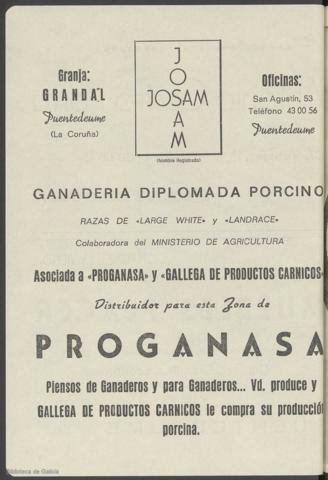 Granja:
GRANDAL
Puentedeume
(La Coruña)
J
O
JOSAM
A
M
(Nombre Registrado)
Oficinas:
San Agustín, 53
Teléfono 43 00 56
Puentedeume
GANADERIA DIPLOMADA PORCINO
RAZAS DE «LARGE WHITE» y «LANDRACE»
Colaboradora del MINISTERIO DE AGRICULTURA
Asociada a «PROGANASA» y «GALLEGA DE PRODUCTOS CARNICOS»
Distribuidor para esta Zona de
PROGANASA
Piensos de Ganaderos y para Ganaderos... Vd. produce y
GALLEGA DE PRODUCTOS CARNICOS le compra su producció
porcina.
Biblioteca de Galicia